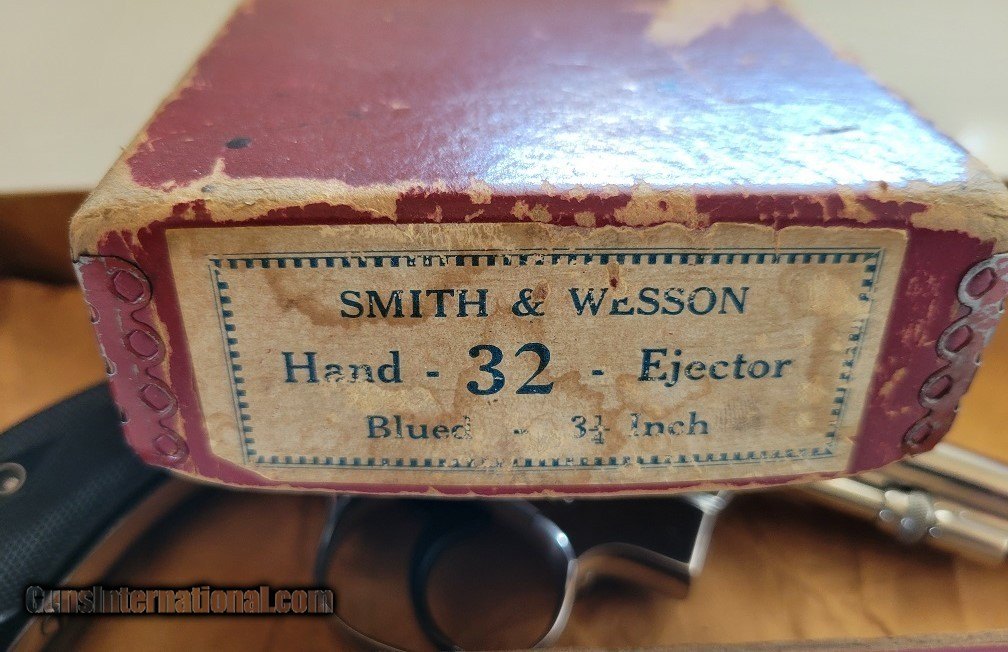 SMITH & WESSON
Hand - 32 - Ejector
Blued - 3¼ Inch
GunsInternational.com